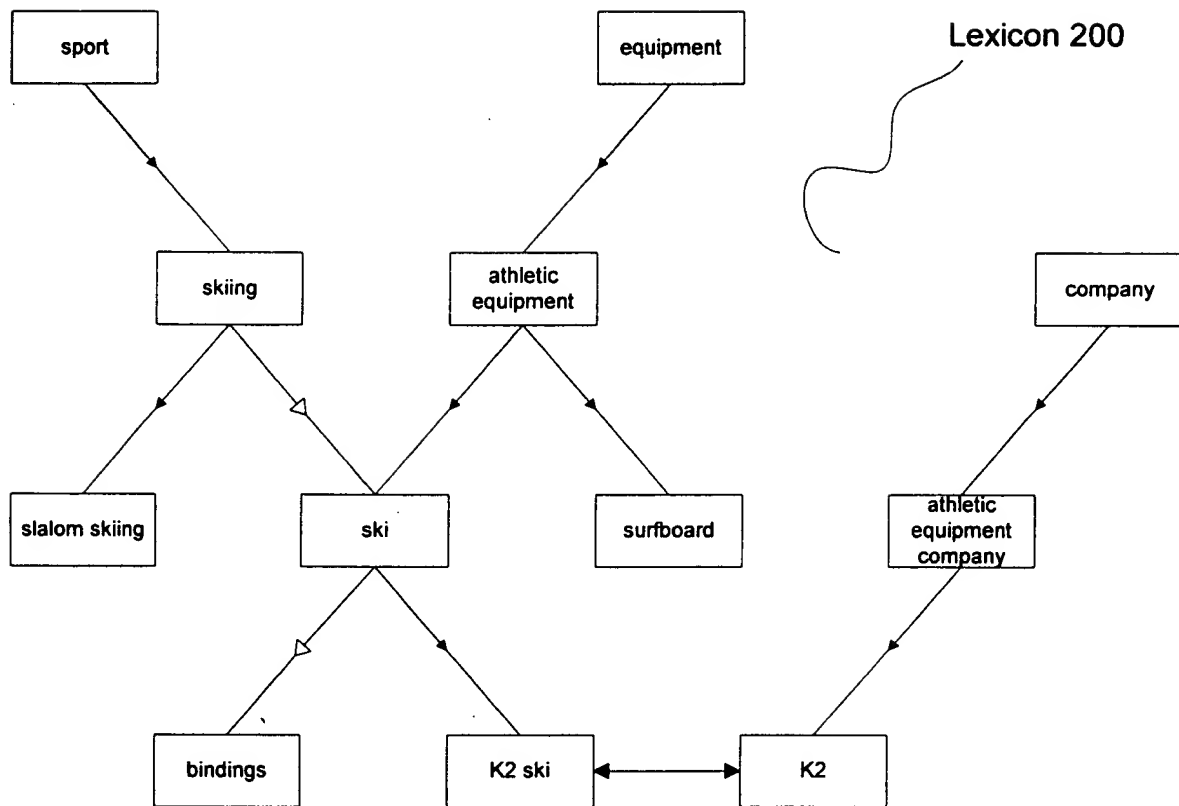 sport
equipment
Lexicon 200
skiing
athletic
equipment
company
slalom skiing
ski
surfboard
athletic
equipment
company
bindings
K2 ski
K2